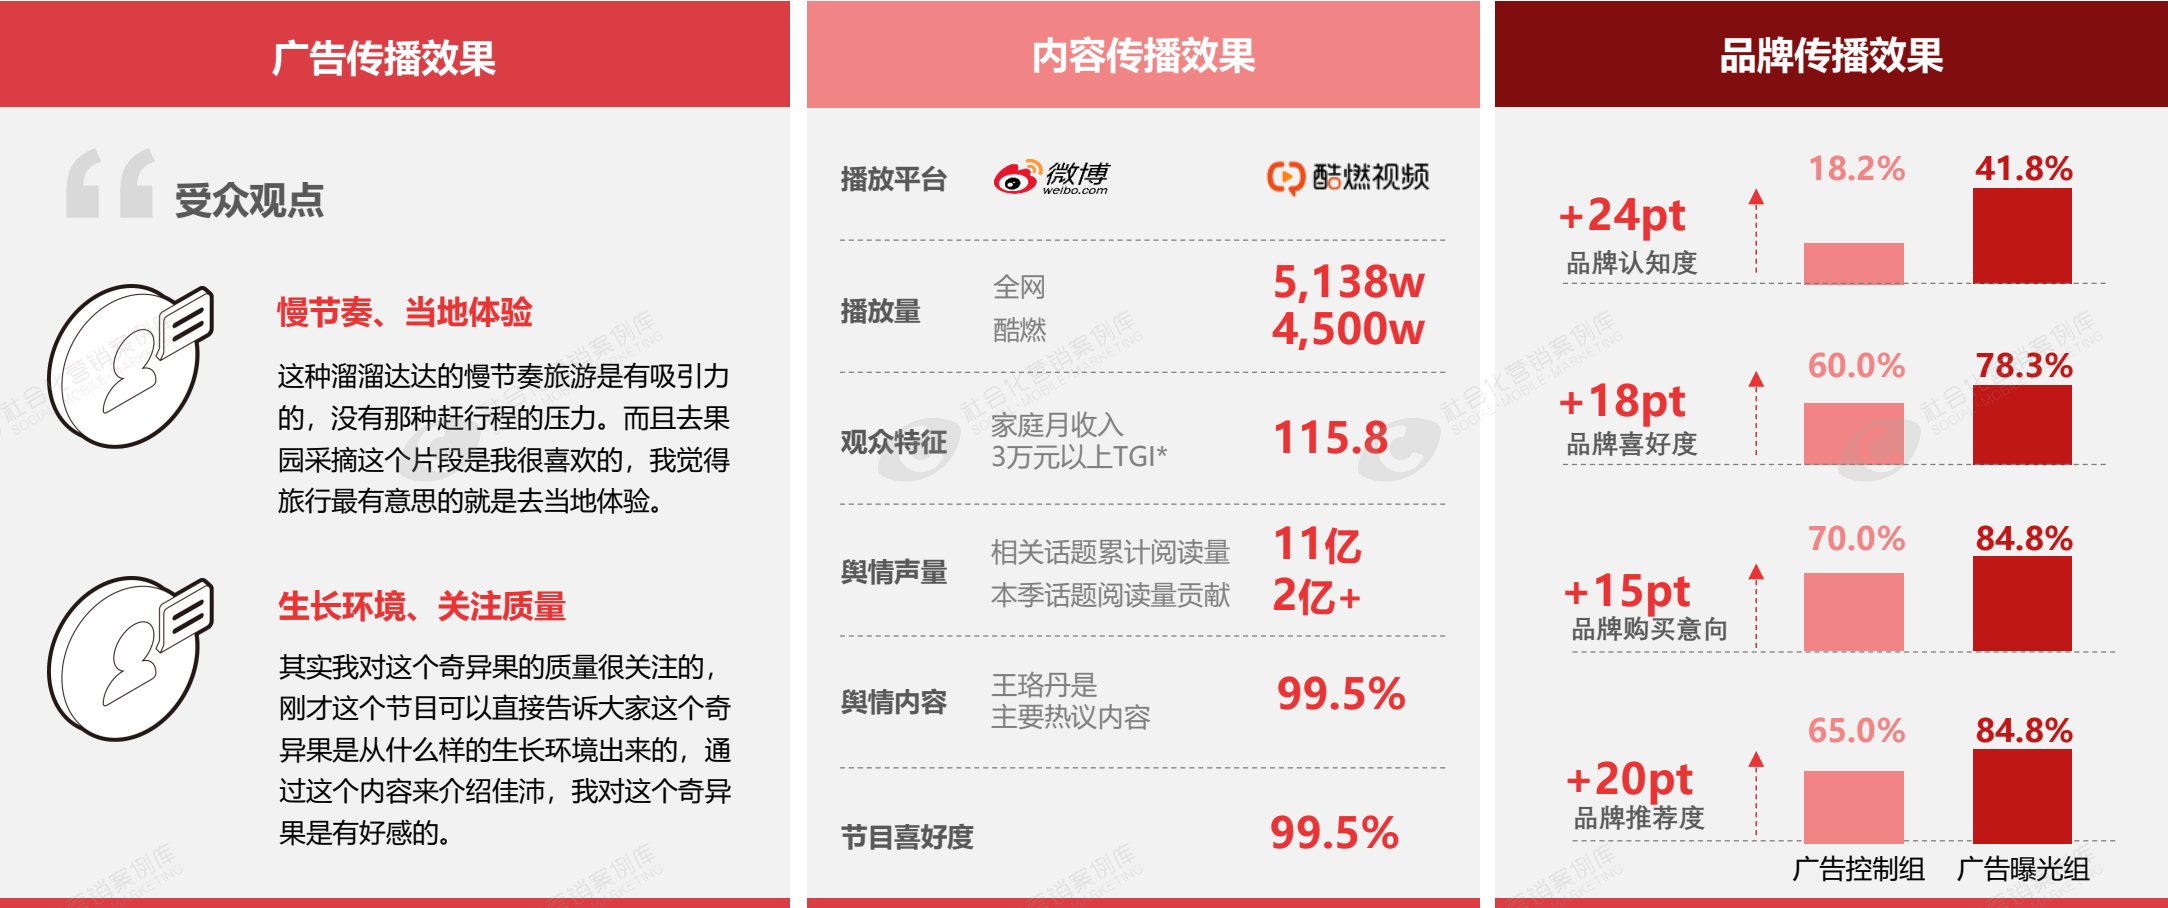 广告传播效果
受众观点
慢节奏、当地体验
这种溜溜达达的慢节奏旅游是有吸引力
的，没有那种赶行程的压力。而且去果
园采摘这个片段是我很喜欢的，我觉得
旅行最有意思的就是去当地体验。
生长环境、关注质量
其实我对这个奇异果的质量很关注的，
刚才这个节目可以直接告诉大家这个奇
异果是从什么样的生长环境出来的，通
过这个内容来介绍佳沛，我对这个奇异
果是有好感的。
内容传播效果
播放平台 微博 weibo.com 酷燃视频
播放量
全网 5,138w
酷燃 4,500w
观众特征
家庭月收入
3万元以上TGI* 115.8
舆情声量
相关话题累计阅读量 11亿
本季话题阅读量贡献 2亿+
舆情内容
王珞丹是
主要热议内容 99.5%
节目喜好度 99.5%
品牌传播效果
18.2% 41.8%
+24pt
品牌认知度
60.0% 78.3%
+18pt
品牌喜好度
70.0% 84.8%
+15pt
品牌购买意向
65.0% 84.8%
+20pt
品牌推荐度
广告控制组 广告曝光组
社会化营销案例库
SOCIAL·MOBILE·MARKETING